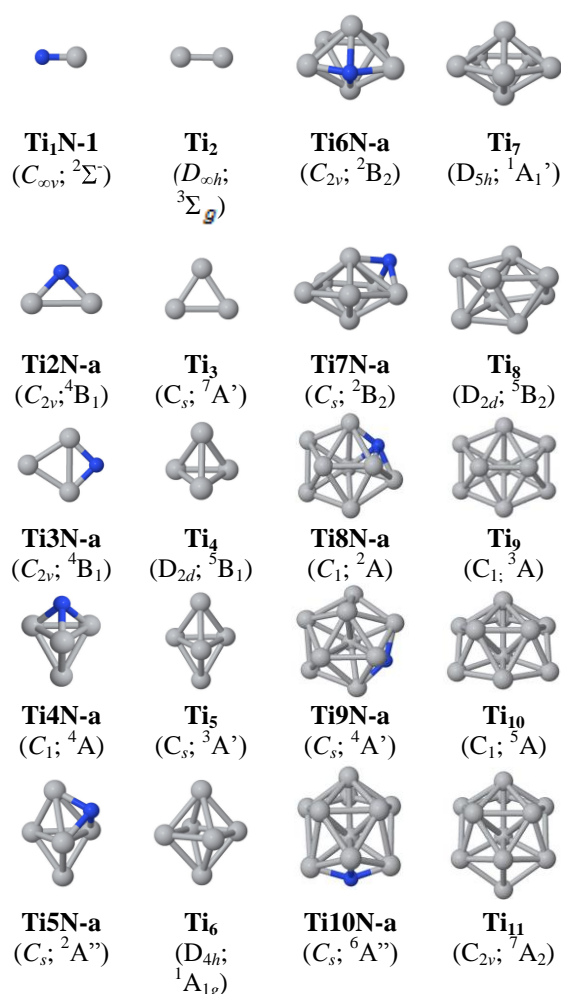 Ti₁N-1 Ti₂ Ti6N-a Ti₇
(C∞v; ²Σ⁻) (D∞h; (C₂v; ²B₂) (D₅h; ¹A₁’)
³Σg)
Ti2N-a Ti₃ Ti7N-a Ti₈
(C₂v;⁴B₁) (Cₛ; ⁷A’) (Cₛ; ²B₂) (D₂d; ⁵B₂)
Ti3N-a Ti₄ Ti8N-a Ti₉
(C₂v; ⁴B₁) (D₂d; ⁵B₁) (C₁; ²A) (C₁; ³A)
Ti4N-a Ti₅ Ti9N-a Ti₁₀
(C₁; ⁴A) (Cₛ; ³A’) (Cₛ; ⁴A’) (C₁; ⁵A)
Ti5N-a Ti₆ Ti10N-a Ti₁₁
(Cₛ; ²A”) (D₄h; (Cₛ; ⁶A”) (C₂v; ⁷A₂)
¹A₁g)